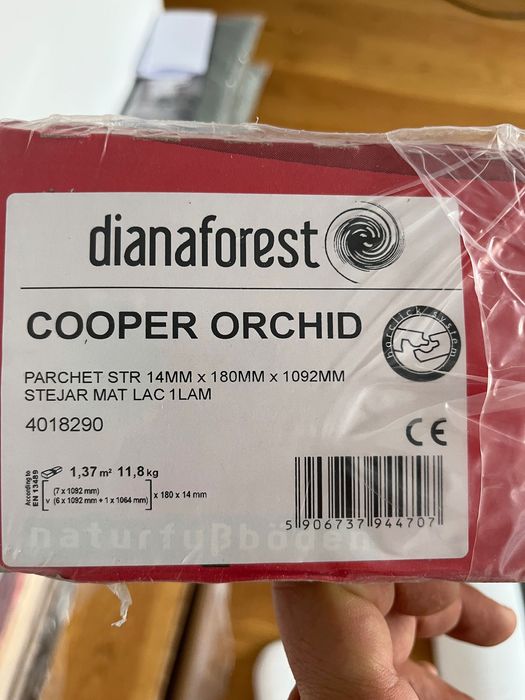 dianaforest
COOPER ORCHID
barclick system
PARCHET STR 14MM x 180MM x 1092MM
STEJAR MAT LAC 1LAM
4018290
CE
According to
EN 13489
1,37 m² 11,8 kg
(7 x 1092 mm)
v (6 x 1092 mm + 1 x 1064 mm) x 180 x 14 mm
5 906737 944707
naturfußböden